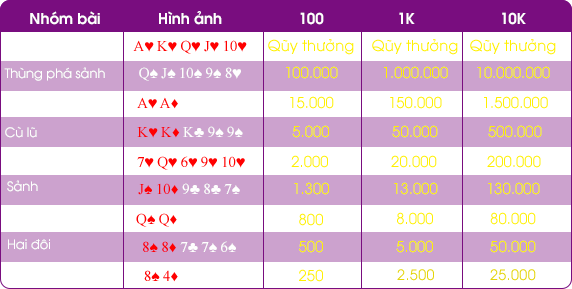 Nhóm bài Hình ảnh 100 1K 10K
A♥ K♥ Q♥ J♥ 10♥ Qũy thưởng Qũy thưởng Qũy thưởng
Thùng phá sảnh Q♠ J♠ 10♠ 9♠ 8♥ 100.000 1.000.000 10.000.000
A♥ A♦ 15.000 150.000 1.500.000
Cù lũ K♥ K♦ K♣ 9♠ 9♠ 5.000 50.000 500.000
7♥ Q♥ 6♥ 9♥ 10♥ 2.000 20.000 200.000
Sảnh J♠ 10♦ 9♣ 8♣ 7♠ 1.300 13.000 130.000
Q♠ Q♦ 800 8.000 80.000
Hai đôi 8♠ 8♦ 7♣ 7♠ 6♠ 500 5.000 50.000
8♠ 4♦ 250 2.500 25.000